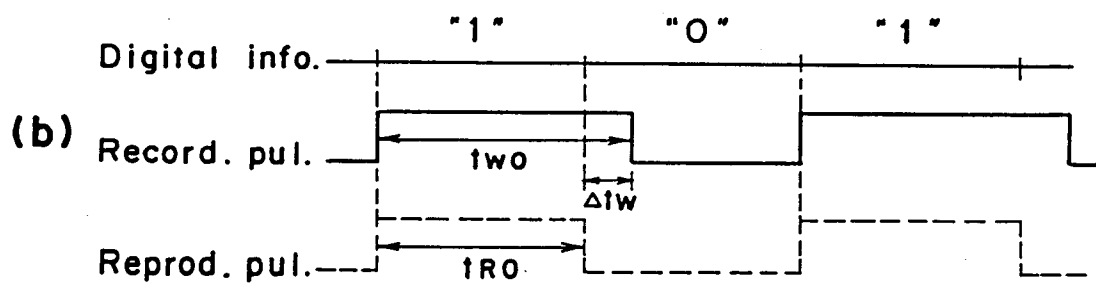 "1" "0" "1"
Digital info.
(b)
Record. pul.
tWO
ΔtW
Reprod. pul.
tRO